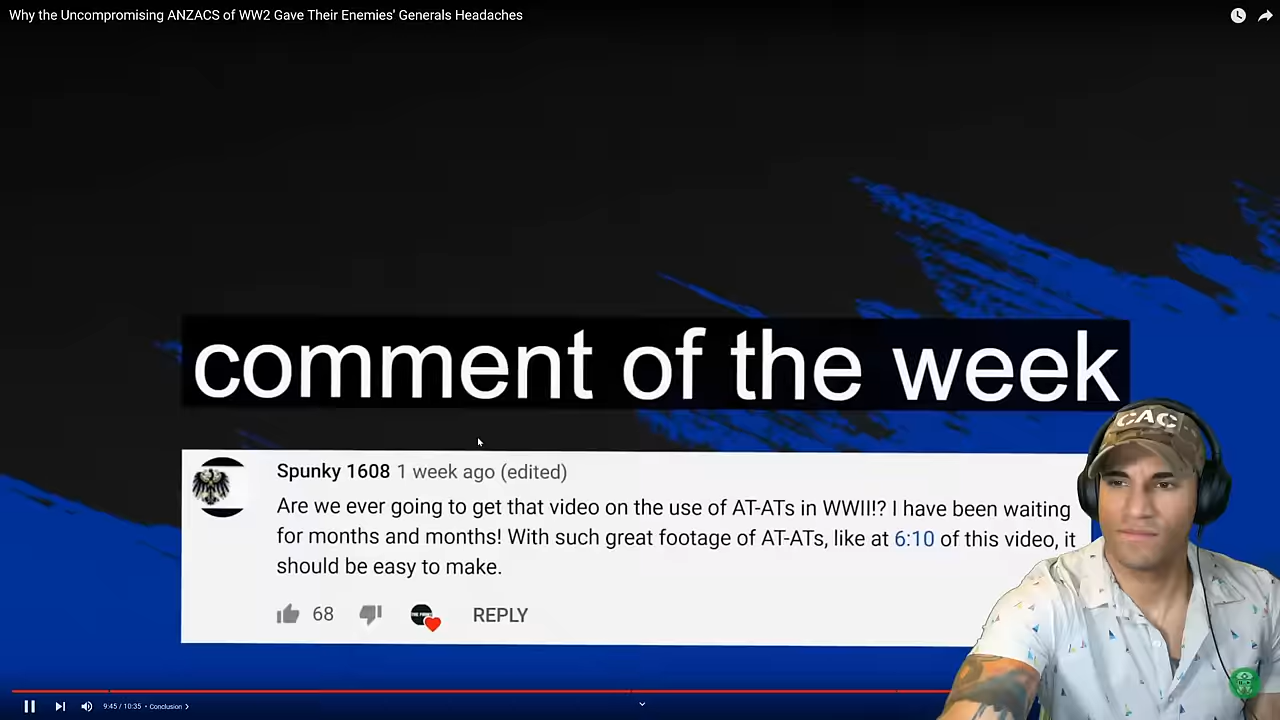 Why the Uncompromising ANZACS of WW2 Gave Their Enemies' Generals Headaches
comment of the week
CAC
Spunky 1608 1 week ago (edited)
Are we ever going to get that video on the use of AT-ATs in WWII!? I have been waiting
for months and months! With such great footage of AT-ATs, like at 6:10 of this video, it
should be easy to make.
68
REPLY
9:45 / 10:35 • Conclusion >